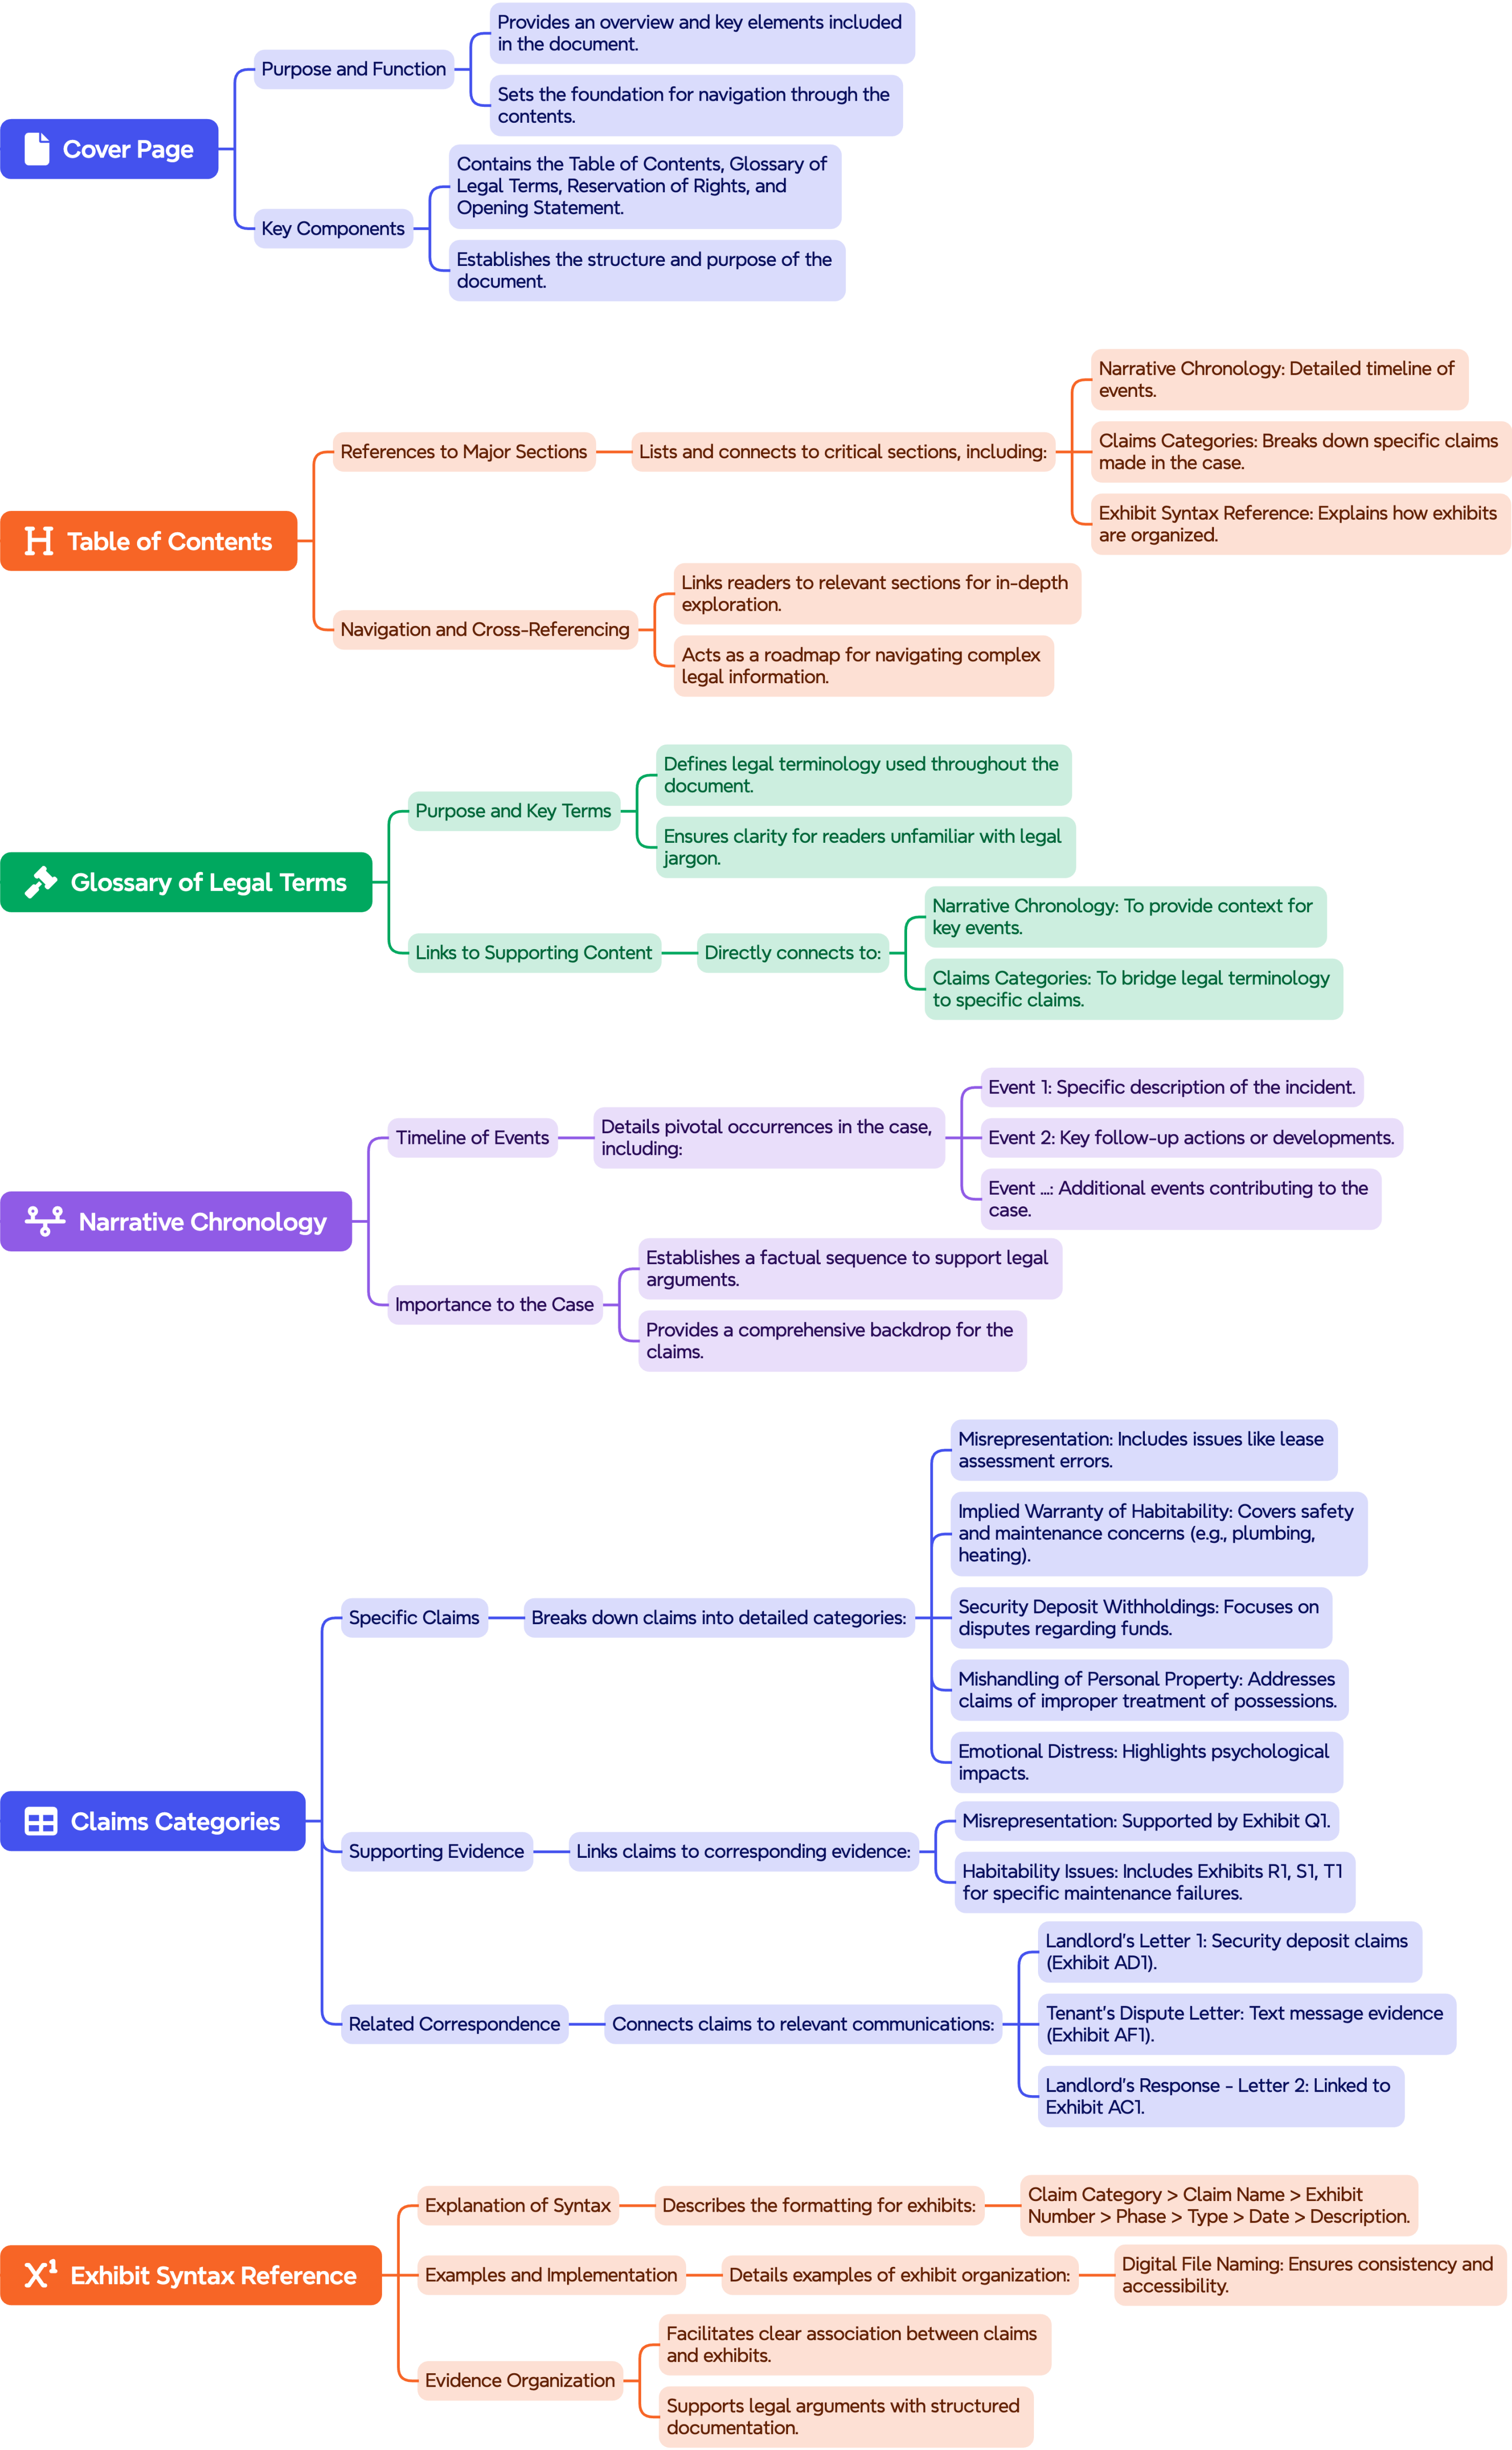 Cover Page
Purpose and Function
Provides an overview and key elements included
in the document.
Sets the foundation for navigation through the
contents.
Key Components
Contains the Table of Contents, Glossary of
Legal Terms, Reservation of Rights, and
Opening Statement.
Establishes the structure and purpose of the
document.
Table of Contents
References to Major Sections
Lists and connects to critical sections, including:
Narrative Chronology: Detailed timeline of
events.
Claims Categories: Breaks down specific claims
made in the case.
Exhibit Syntax Reference: Explains how exhibits
are organized.
Navigation and Cross-Referencing
Links readers to relevant sections for in-depth
exploration.
Acts as a roadmap for navigating complex
legal information.
Glossary of Legal Terms
Purpose and Key Terms
Defines legal terminology used throughout the
document.
Ensures clarity for readers unfamiliar with legal
jargon.
Links to Supporting Content
Directly connects to:
Narrative Chronology: To provide context for
key events.
Claims Categories: To bridge legal terminology
to specific claims.
Narrative Chronology
Timeline of Events
Details pivotal occurrences in the case,
including:
Event 1: Specific description of the incident.
Event 2: Key follow-up actions or developments.
Event ...: Additional events contributing to the
case.
Importance to the Case
Establishes a factual sequence to support legal
arguments.
Provides a comprehensive backdrop for the
claims.
Claims Categories
Specific Claims
Breaks down claims into detailed categories:
Misrepresentation: Includes issues like lease
assessment errors.
Implied Warranty of Habitability: Covers safety
and maintenance concerns (e.g., plumbing,
heating).
Security Deposit Withholdings: Focuses on
disputes regarding funds.
Mishandling of Personal Property: Addresses
claims of improper treatment of possessions.
Emotional Distress: Highlights psychological
impacts.
Supporting Evidence
Links claims to corresponding evidence:
Misrepresentation: Supported by Exhibit Q1.
Habitability Issues: Includes Exhibits R1, S1, T1
for specific maintenance failures.
Related Correspondence
Connects claims to relevant communications:
Landlord's Letter 1: Security deposit claims
(Exhibit AD1).
Tenant's Dispute Letter: Text message evidence
(Exhibit AF1).
Landlord's Response - Letter 2: Linked to
Exhibit AC1.
X¹ Exhibit Syntax Reference
Explanation of Syntax
Describes the formatting for exhibits:
Claim Category > Claim Name > Exhibit
Number > Phase > Type > Date > Description.
Examples and Implementation
Details examples of exhibit organization:
Digital File Naming: Ensures consistency and
accessibility.
Evidence Organization
Facilitates clear association between claims
and exhibits.
Supports legal arguments with structured
documentation.